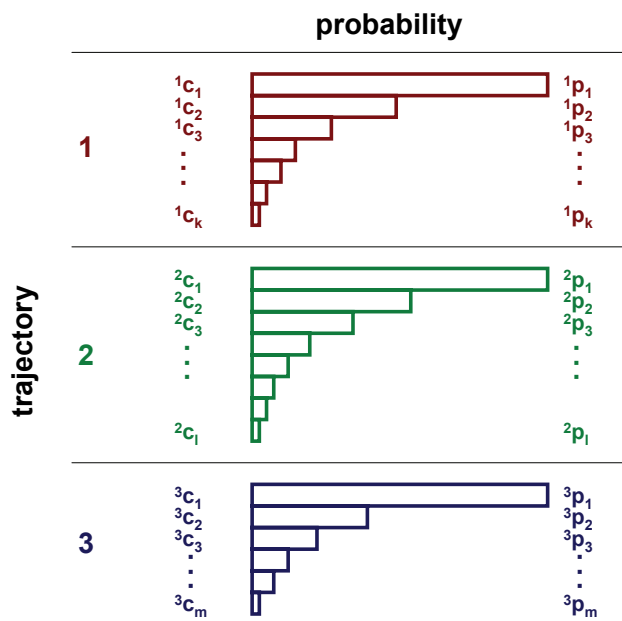 probability
trajectory
1
¹c₁ ¹p₁
¹c₂ ¹p₂
¹c₃ ¹p₃
¹cₖ ¹pₖ
2
²c₁ ²p₁
²c₂ ²p₂
²c₃ ²p₃
²cₗ ²pₗ
3
³c₁ ³p₁
³c₂ ³p₂
³c₃ ³p₃
³cₘ ³pₘ